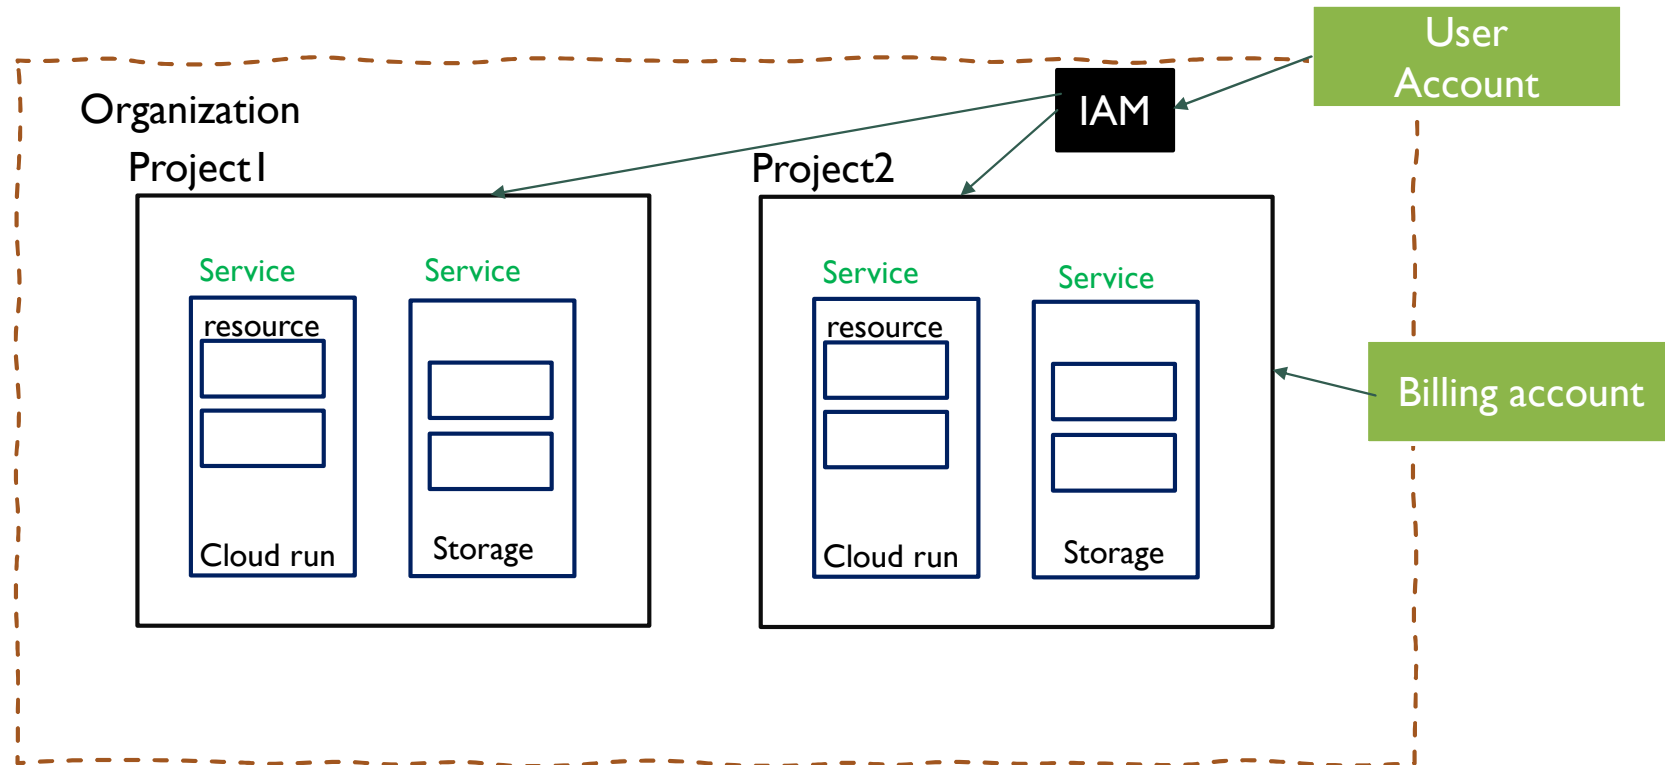 User
Account
Organization
IAM
Project1
Project2
Service
Service
Service
Service
resource
resource
Billing account
Cloud run
Storage
Cloud run
Storage